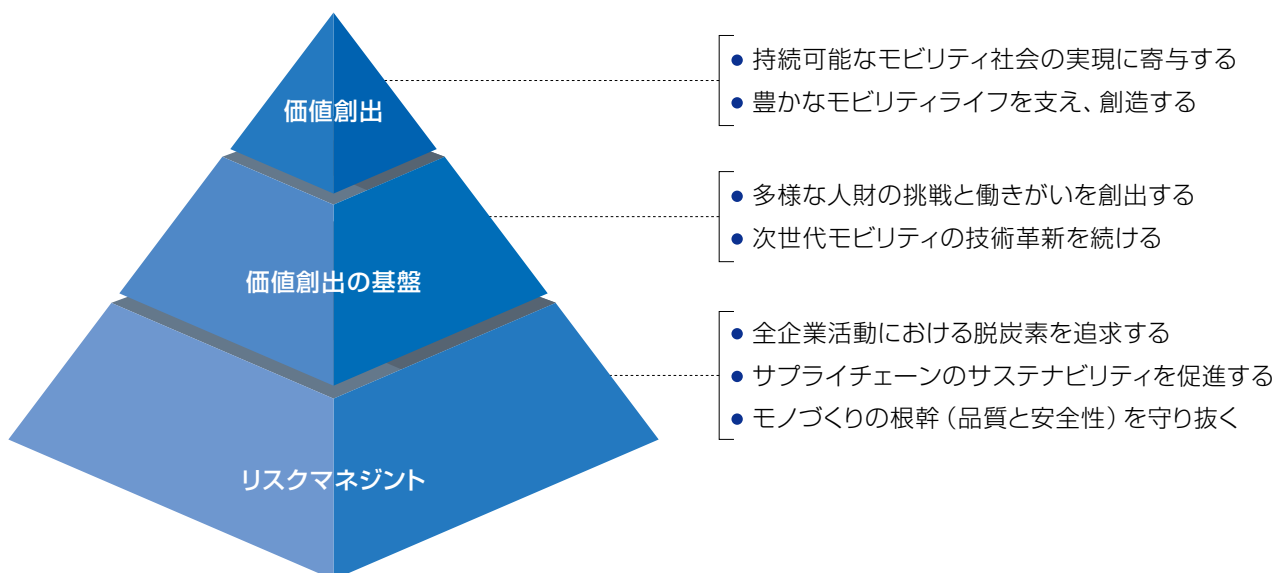 価値創出
● 持続可能なモビリティ社会の実現に寄与する
● 豊かなモビリティライフを支え、創造する
価値創出の基盤
● 多様な人財の挑戦と働きがいを創出する
● 次世代モビリティの技術革新を続ける
リスクマネジント
● 全企業活動における脱炭素を追求する
● サプライチェーンのサステナビリティを促進する
● モノづくりの根幹（品質と安全性）を守り抜く